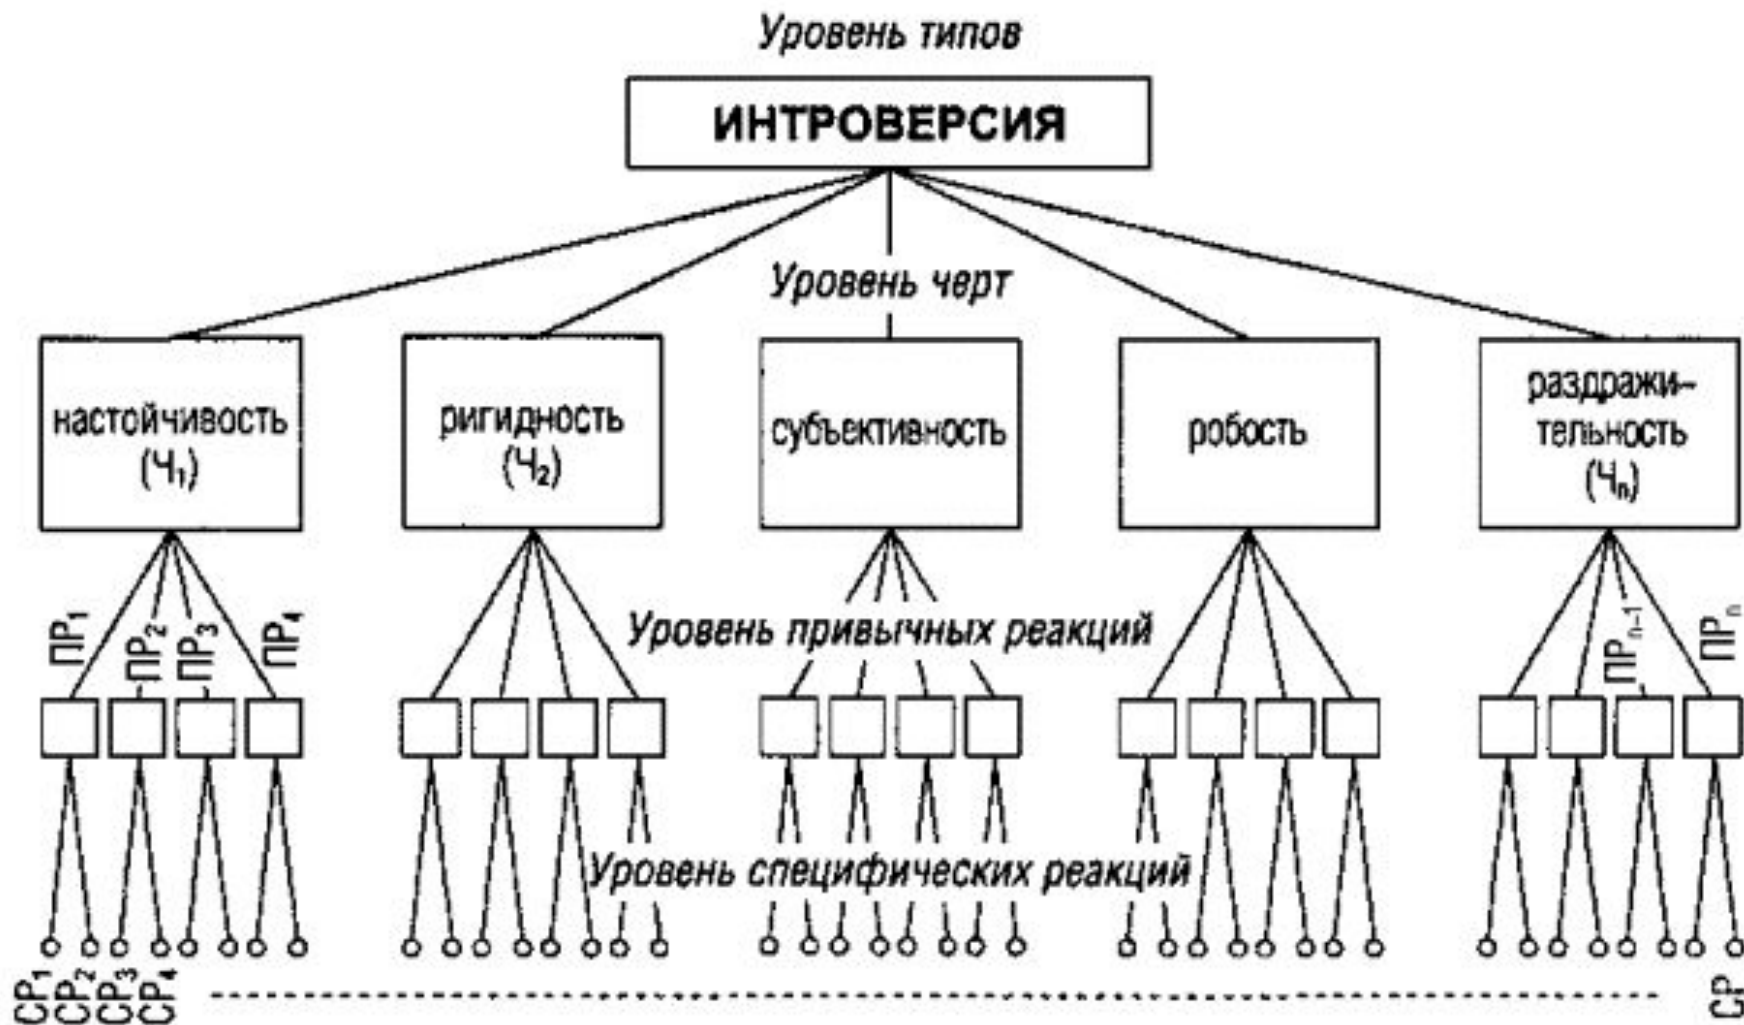 Уровень типов
ИНТРОВЕРСИЯ
Уровень черт
настойчивость
(Ч₁)
ригидность
(Ч₂)
субъективность
робость
раздражи-
тельность
(Чₙ)
ПР₁
ПР₂
ПР₃
ПР₄
Уровень привычных реакций
ПРₙ₋₁
ПРₙ
Уровень специфических реакций
СР₁
СР₂
СР₃
СР₄
СР